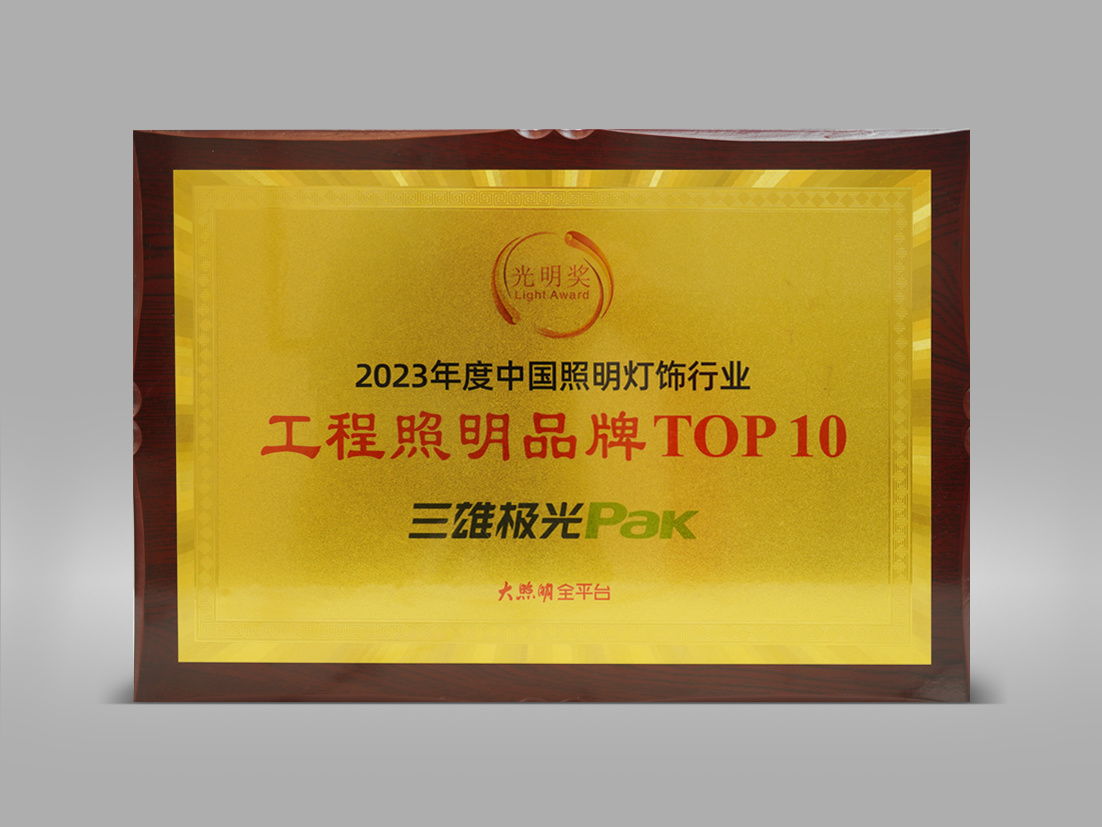 光明奖
Light Award
2023年度中国照明灯饰行业
工程照明品牌TOP 10
三雄极光Pak
大照明全平台